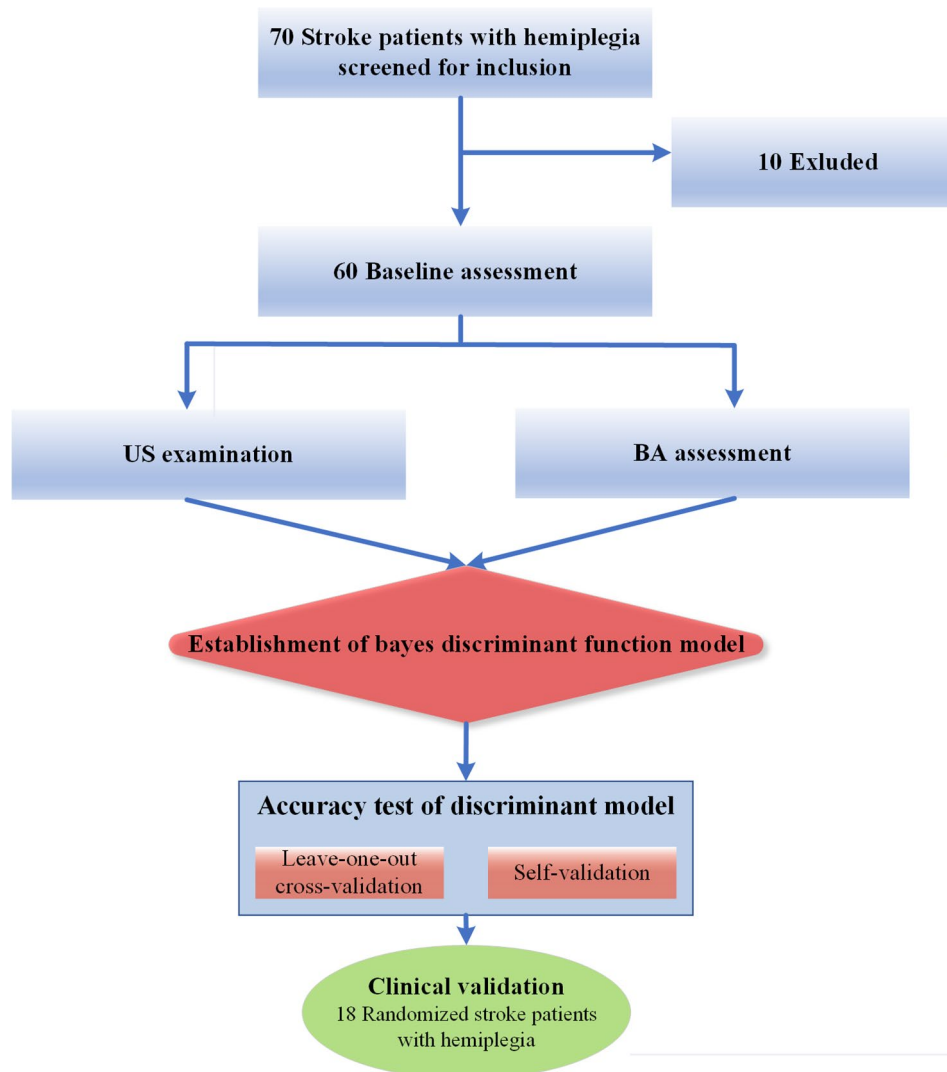 70 Stroke patients with hemiplegia
screened for inclusion
10 Exluded
60 Baseline assessment
US examination
BA assessment
Establishment of bayes discriminant function model
Accuracy test of discriminant model
Leave-one-out
cross-validation
Self-validation
Clinical validation
18 Randomized stroke patients
with hemiplegia